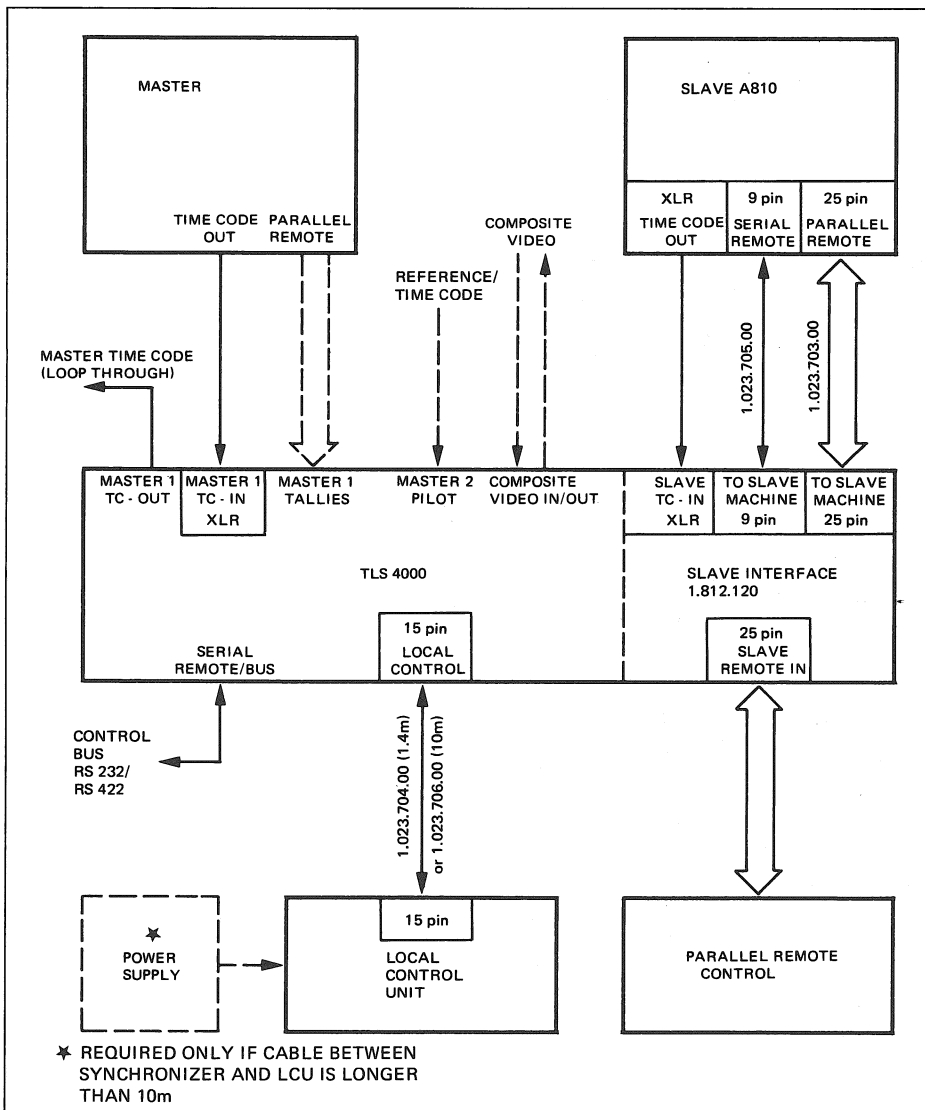 MASTER
TIME CODE
OUT
PARALLEL
REMOTE
SLAVE A810
XLR
TIME CODE
OUT
9 pin
SERIAL
REMOTE
25 pin
PARALLEL
REMOTE
COMPOSITE
VIDEO
REFERENCE/
TIME CODE
1.023.705.00
1.023.703.00
MASTER TIME CODE
(LOOP THROUGH)
MASTER 1
TC - OUT
MASTER 1
TC - IN
XLR
MASTER 1
TALLIES
MASTER 2
PILOT
COMPOSITE
VIDEO IN/OUT
SLAVE
TC - IN
XLR
TO SLAVE
MACHINE
9 pin
TO SLAVE
MACHINE
25 pin
TLS 4000
SLAVE INTERFACE
1.812.120
SERIAL
REMOTE/BUS
15 pin
LOCAL
CONTROL
25 pin
SLAVE
REMOTE IN
CONTROL
BUS
RS 232/
RS 422
1.023.704.00 (1.4m)
or 1.023.706.00 (10m)
★
POWER
SUPPLY
15 pin
LOCAL
CONTROL
UNIT
PARALLEL REMOTE
CONTROL
★ REQUIRED ONLY IF CABLE BETWEEN
SYNCHRONIZER AND LCU IS LONGER
THAN 10m